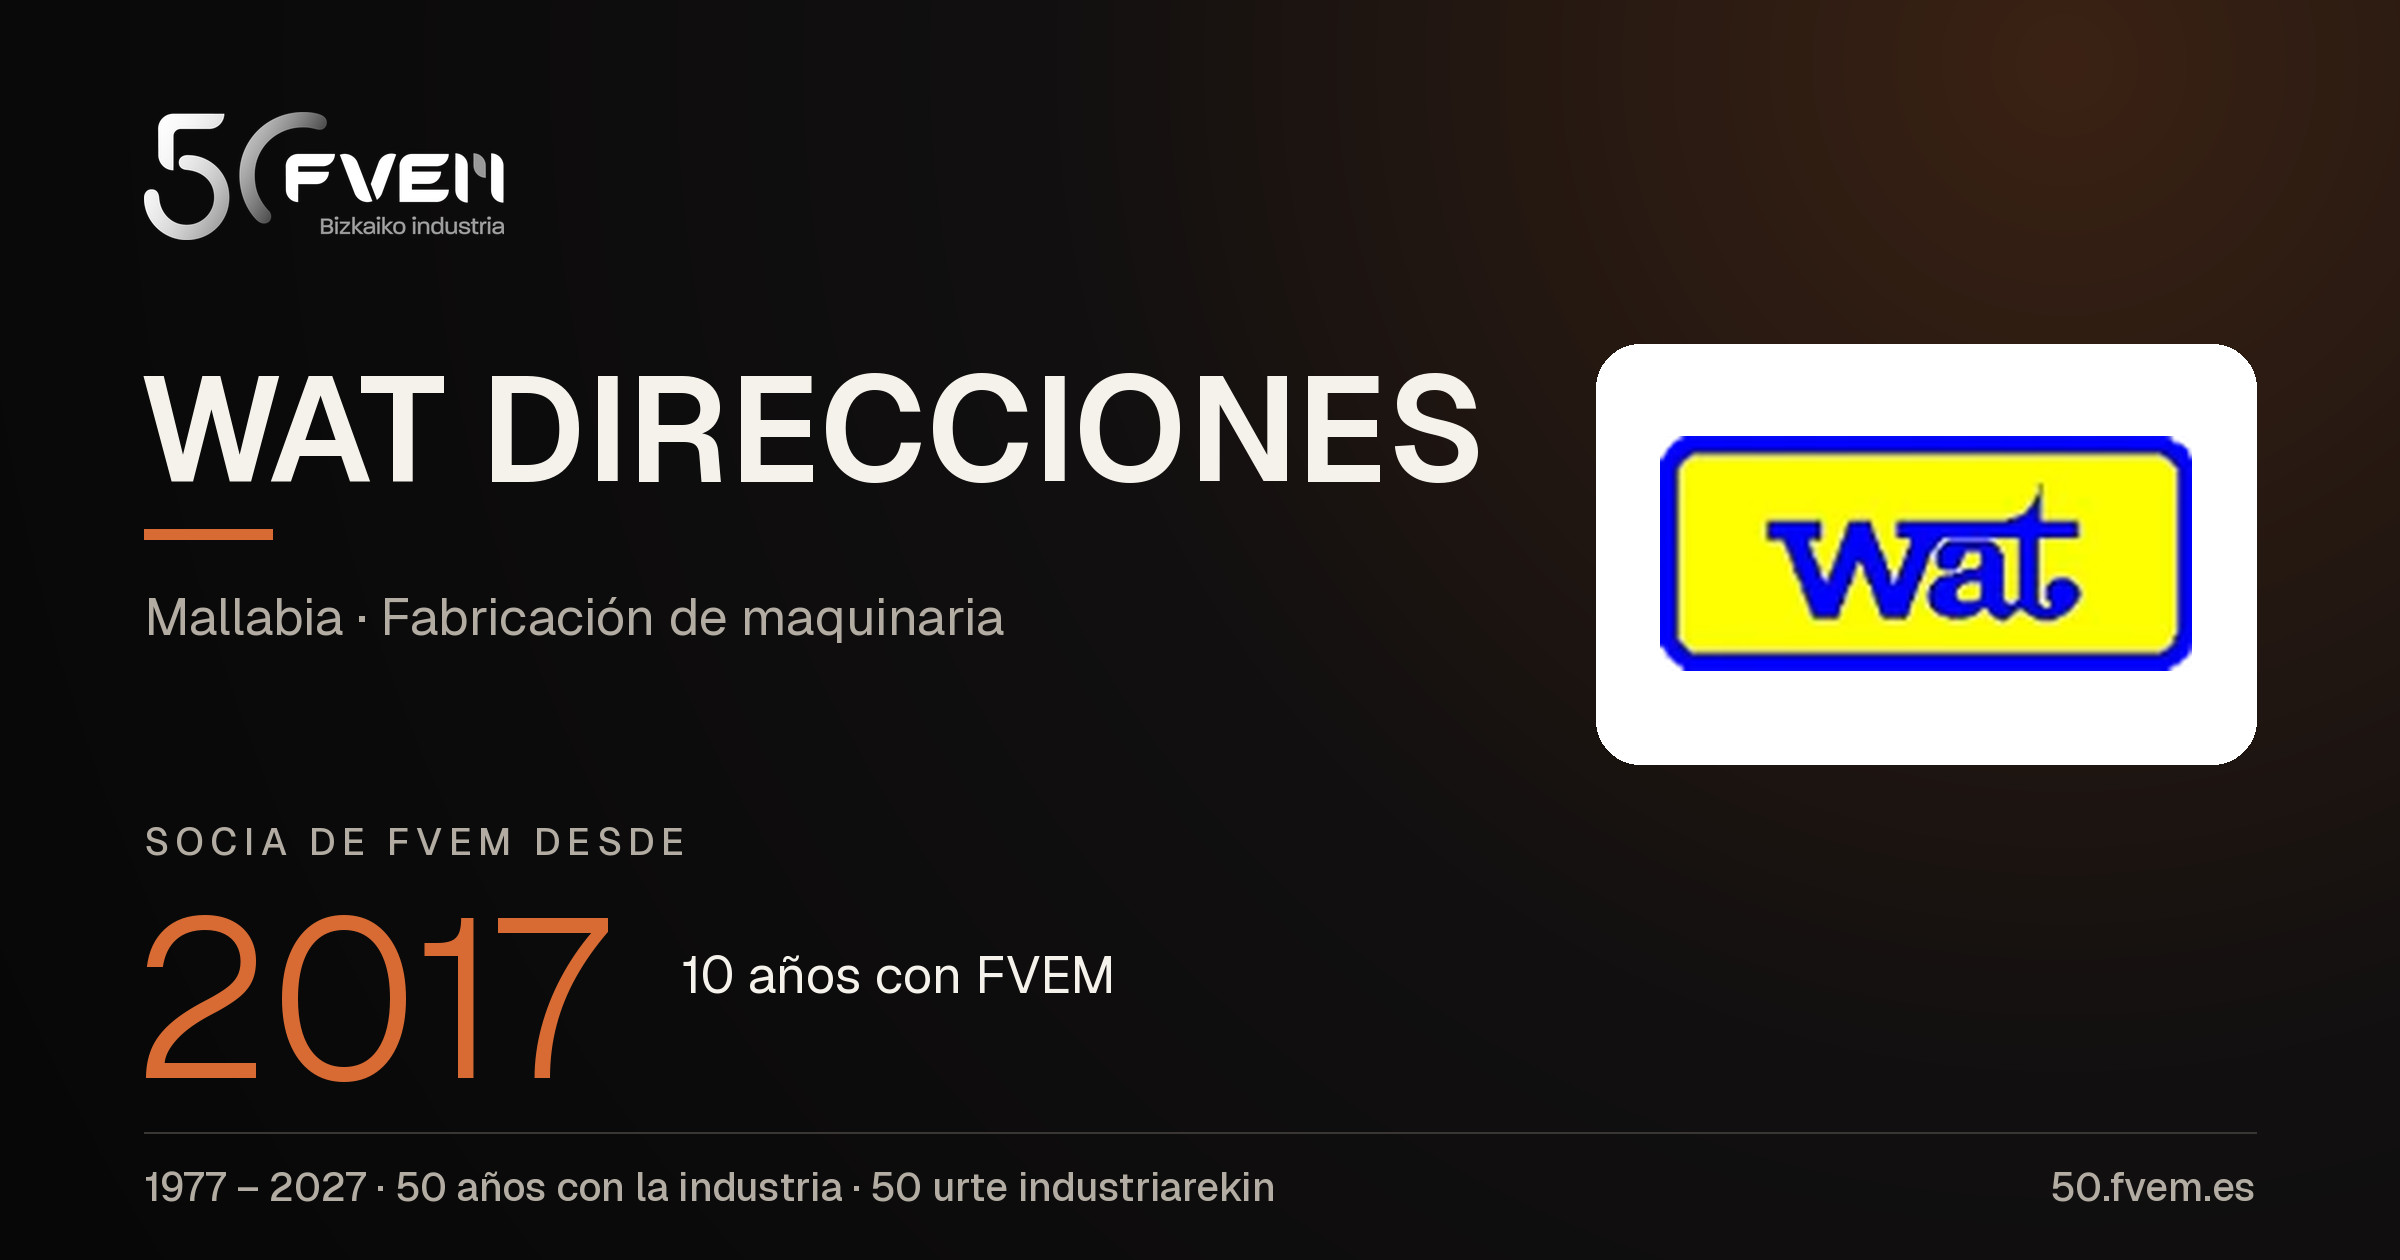 50 FVEM
Bizkaiko industria
WAT DIRECCIONES
wat
Mallabia · Fabricación de maquinaria
SOCIA DE FVEM DESDE
2017
10 años con FVEM
1977 – 2027 · 50 años con la industria · 50 urte industriarekin
50.fvem.es